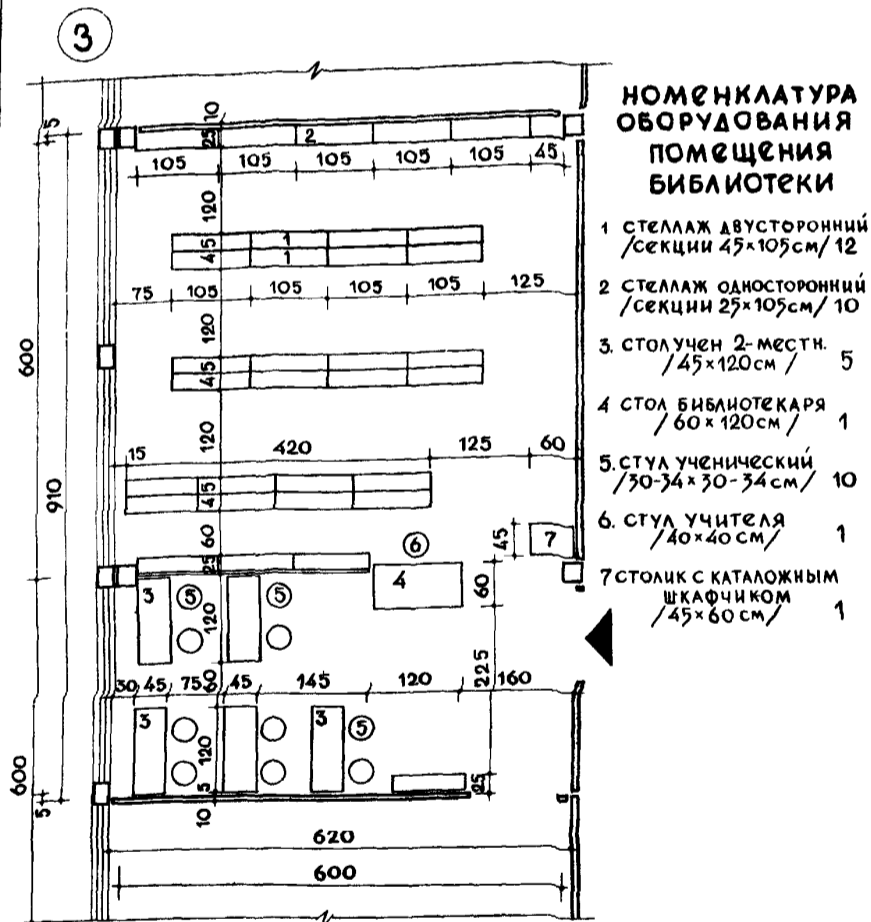 3
НОМЕНКЛАТУРА
ОБОРУДОВАНИЯ
ПОМЕЩЕНИЯ
БИБЛИОТЕКИ
1 СТЕЛЛАЖ ДВУСТОРОННИЙ
/СЕКЦИИ 45×105см/ 12
2 СТЕЛЛАЖ ОДНОСТОРОННИЙ
/СЕКЦИИ 25×105см/ 10
3. СТОЛ УЧЕН 2-МЕСТН.
/45×120см/ 5
4 СТОЛ БИБЛИОТЕКАРЯ
/60×120см/ 1
5. СТУЛ УЧЕНИЧЕСКИЙ
/30-34×30-34см/ 10
6. СТУЛ УЧИТЕЛЯ
/40×40см/ 1
7 СТОЛИК С КАТАЛОЖНЫМ
ШКАФЧИКОМ
/45×60см/ 1
5
10
25
2
105 105 105 105 105 45
120
45
1
1
75 105 105 105 105 125
120
45
600
120
15 420 125 60
45
910
60
6
45
7
25
4
60
3 5 5
120
60
225
30 45 75 45 145 120 160
3 3 5
120
600
5
5
10
25
620
600